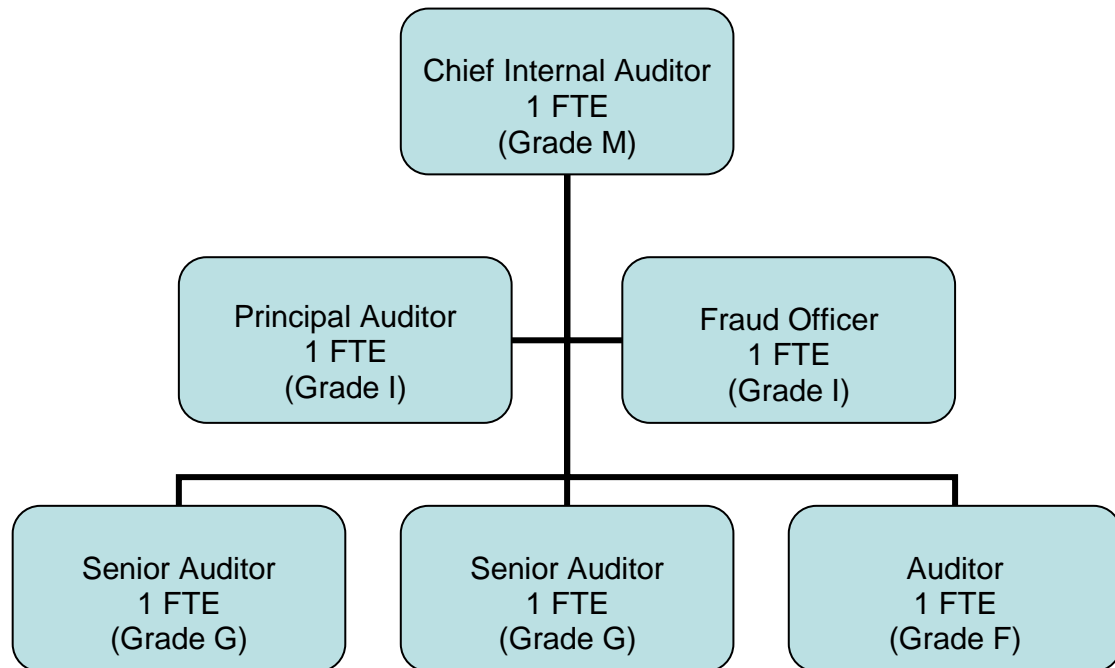 Chief Internal Auditor
1 FTE
(Grade M)
Principal Auditor
1 FTE
(Grade I)
Fraud Officer
1 FTE
(Grade I)
Senior Auditor
1 FTE
(Grade G)
Senior Auditor
1 FTE
(Grade G)
Auditor
1 FTE
(Grade F)